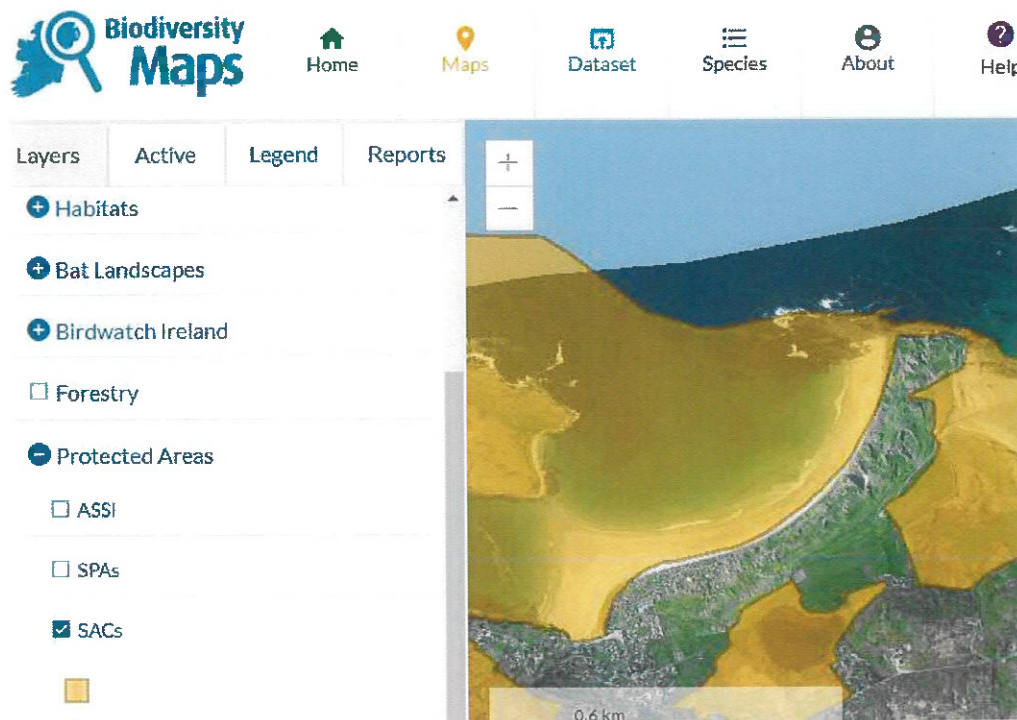 Biodiversity
Maps
Home
Maps
Dataset
Species
About
Help
Layers
Active
Legend
Reports
Habitats
Bat Landscapes
Birdwatch Ireland
Forestry
Protected Areas
ASSI
SPAs
SACs
0.6 km